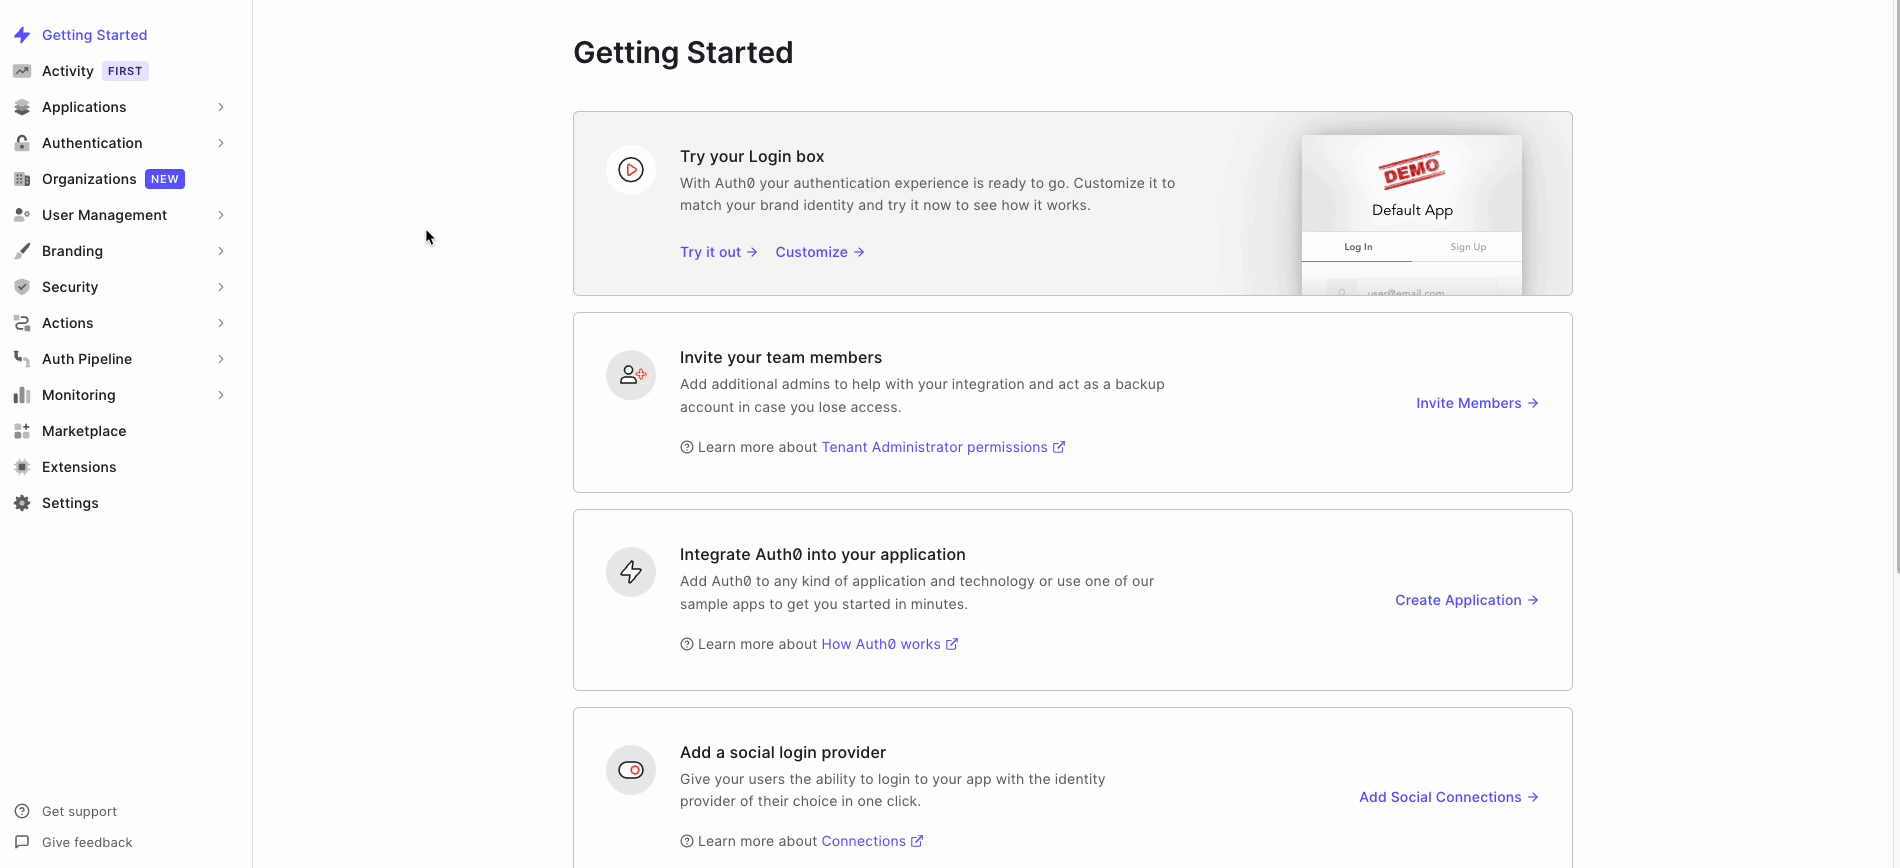 Getting Started
Activity FIRST
Applications
Authentication
Organizations NEW
User Management
Branding
Security
Actions
Auth Pipeline
Monitoring
Marketplace
Extensions
Settings
Get support
Give feedback
Getting Started
Try your Login box
With Auth0 your authentication experience is ready to go. Customize it to
match your brand identity and try it now to see how it works.
Try it out → Customize →
DEMO
Default App
Log In Sign Up
user@email.com
Invite your team members
Add additional admins to help with your integration and act as a backup
account in case you lose access.
Learn more about Tenant Administrator permissions
Invite Members →
Integrate Auth0 into your application
Add Auth0 to any kind of application and technology or use one of our
sample apps to get you started in minutes.
Learn more about How Auth0 works
Create Application →
Add a social login provider
Give your users the ability to login to your app with the identity
provider of their choice in one click.
Learn more about Connections
Add Social Connections →